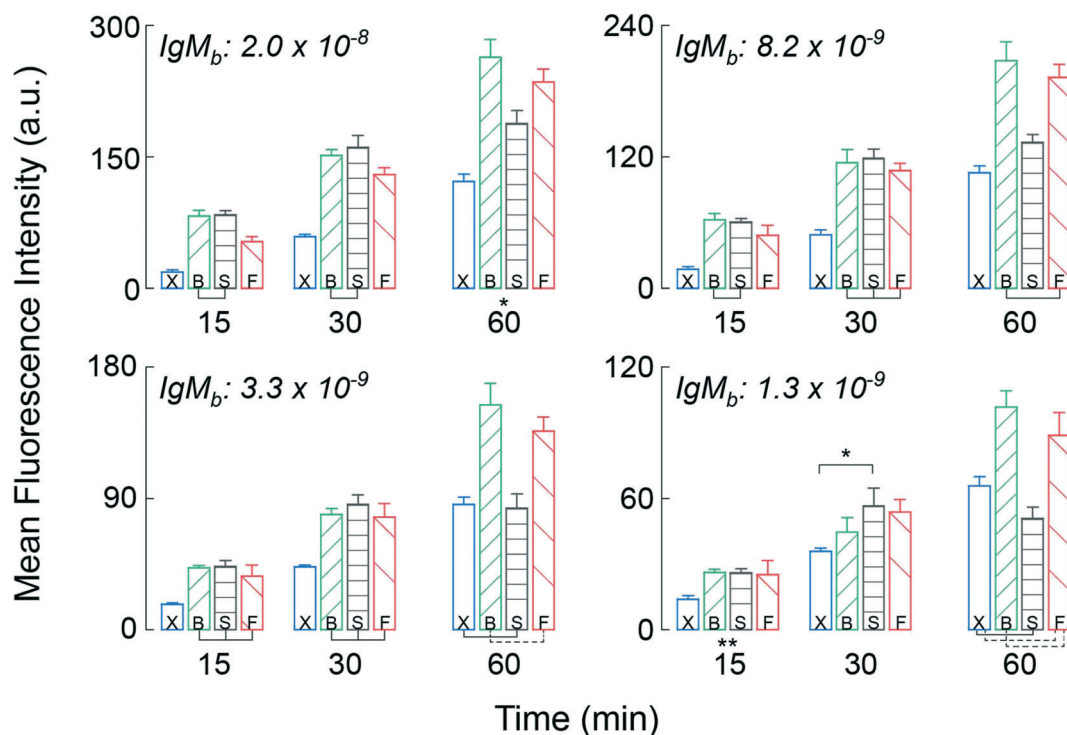 Mean Fluorescence Intensity (a.u.)
IgMb: 2.0 x 10-8
300
150
0
X B S F
X B S F
X B S F
*
15 30 60
IgMb: 8.2 x 10-9
240
120
0
X B S F
X B S F
X B S F
15 30 60
IgMb: 3.3 x 10-9
180
90
0
X B S F
X B S F
X B S F
15 30 60
IgMb: 1.3 x 10-9
120
60
0
*
X B S F
X B S F
X B S F
**
15 30 60
Time (min)